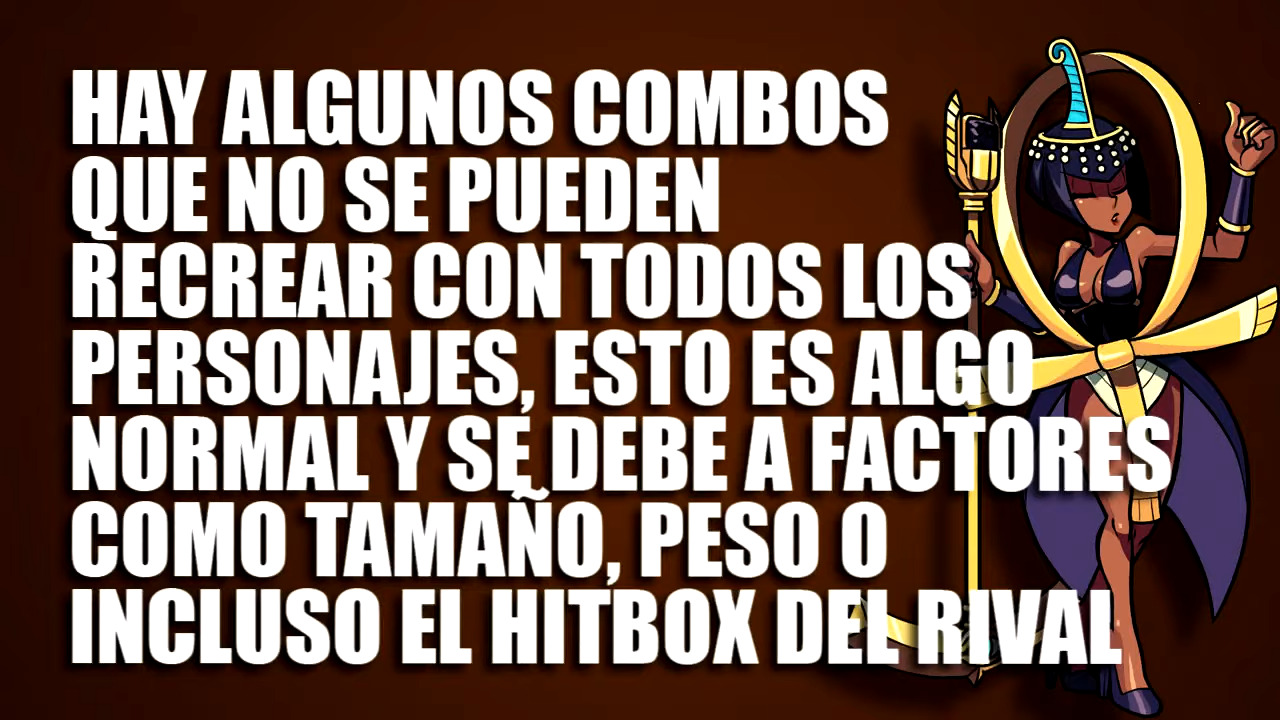 HAY ALGUNOS COMBOS
QUE NO SE PUEDEN
RECREAR CON TODOS LOS
PERSONAJES, ESTO ES ALGO
NORMAL Y SE DEBE A FACTORES
COMO TAMAÑO, PESO O
INCLUSO EL HITBOX DEL RIVAL